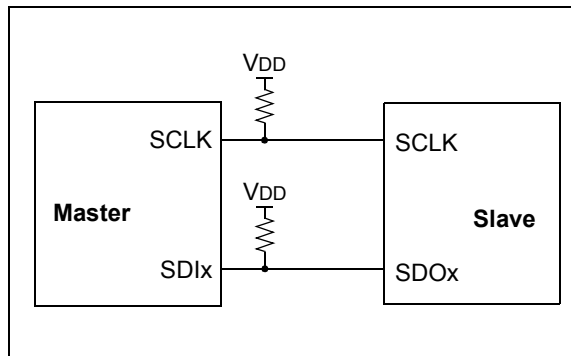 VDD
SCLK
SCLK
VDD
Master
Slave
SDIx
SDOx